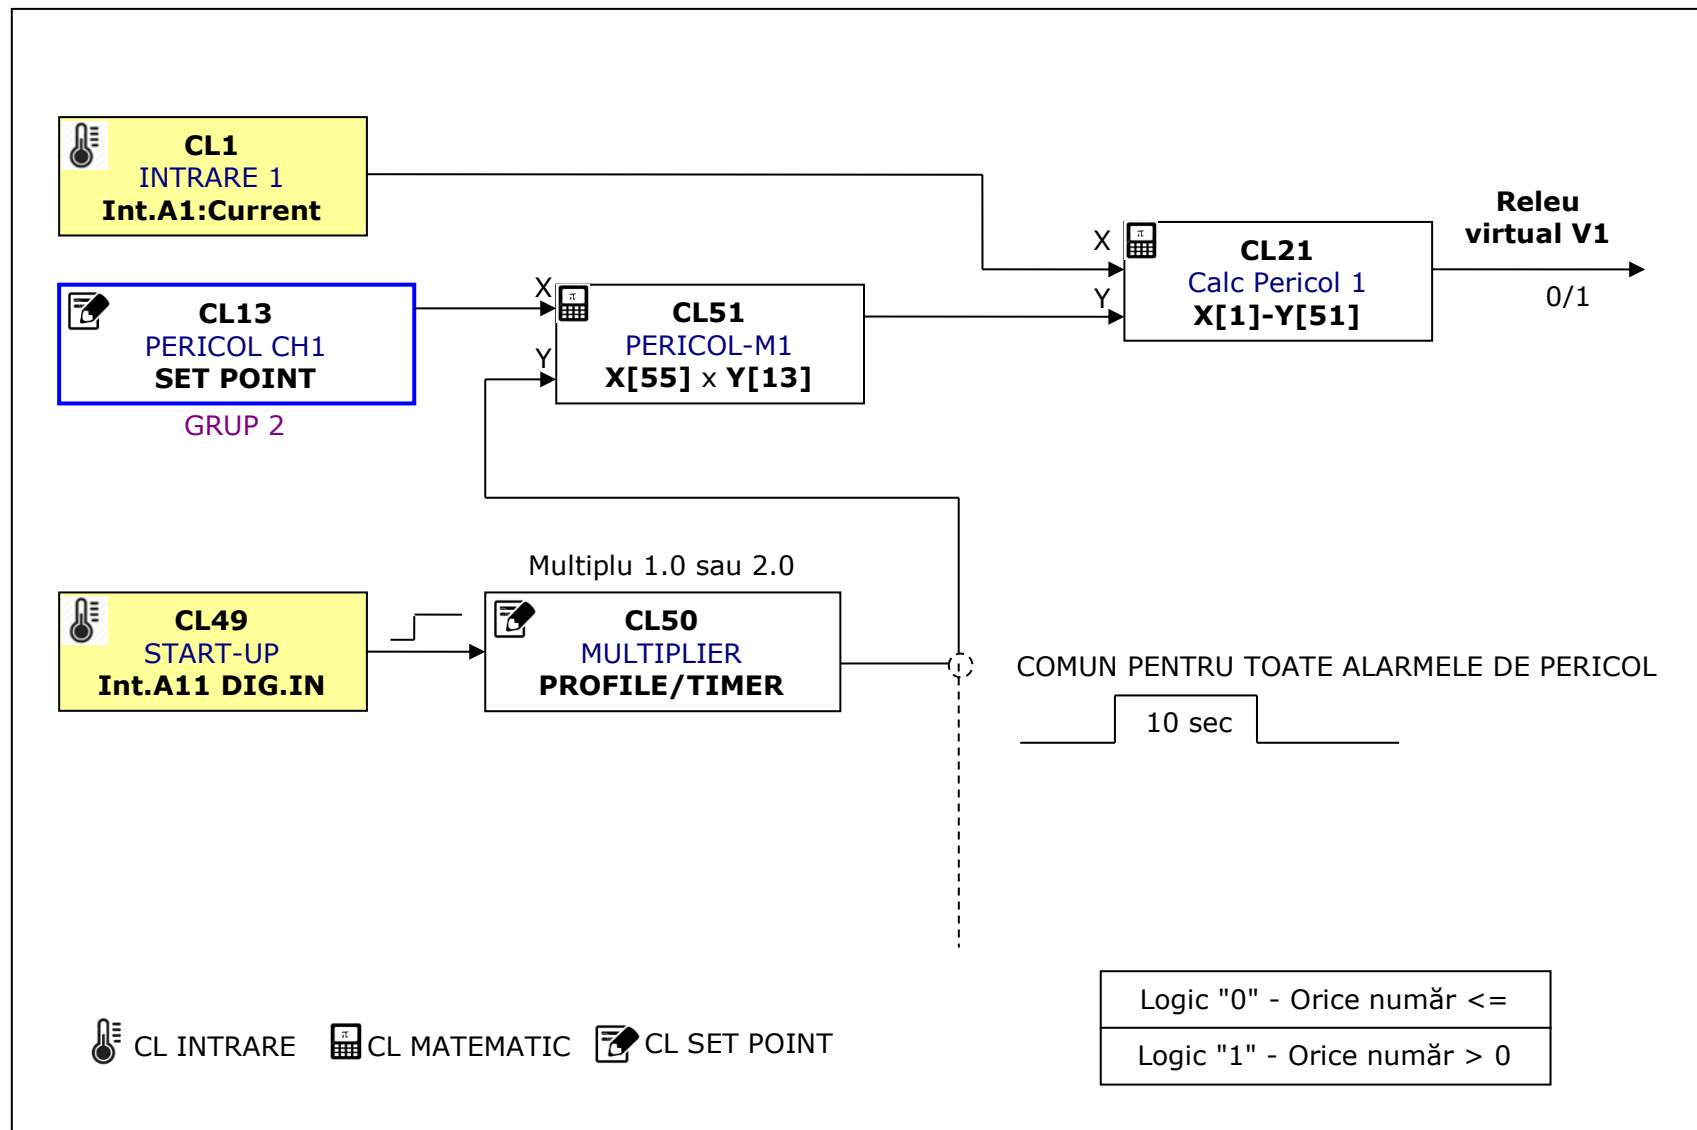 CL1
INTRARE 1
Int.A1:Current
Releu
virtual V1
X
CL21
Calc Pericol 1
X[1]-Y[51]
Y
0/1
CL13
PERICOL CH1
SET POINT
GRUP 2
X
CL51
PERICOL-M1
X[55] x Y[13]
Y
Multiplu 1.0 sau 2.0
CL49
START-UP
Int.A11 DIG.IN
CL50
MULTIPLIER
PROFILE/TIMER
COMUN PENTRU TOATE ALARMELE DE PERICOL
10 sec
Logic "0" - Orice număr <=
Logic "1" - Orice număr > 0
CL INTRARE
CL MATEMATIC
CL SET POINT